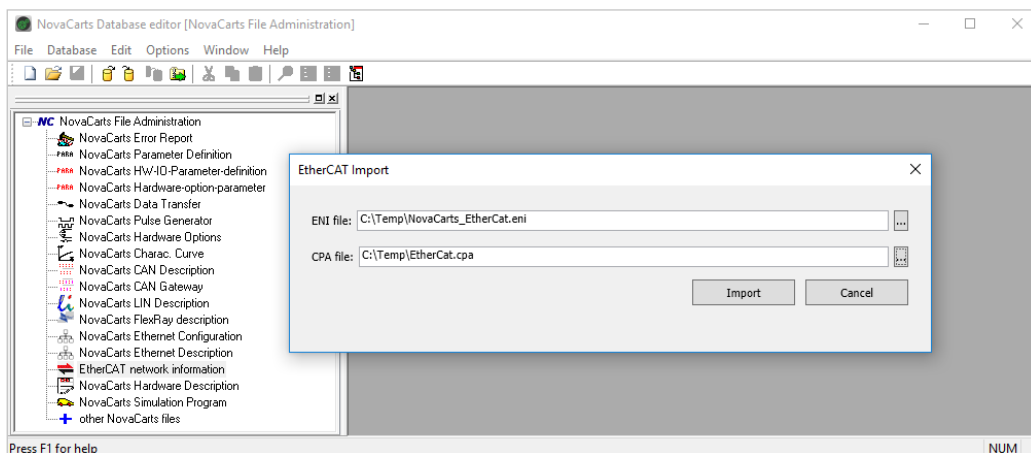 NovaCarts Database editor [NovaCarts File Administration]
File Database Edit Options Window Help
NC NovaCarts File Administration
NovaCarts Error Report
PARA NovaCarts Parameter Definition
PARA NovaCarts HW-IO-Parameter-definition
PARA NovaCarts Hardware-option-parameter
NovaCarts Data Transfer
NovaCarts Pulse Generator
NovaCarts Hardware Options
NovaCarts Charac. Curve
NovaCarts CAN Description
NovaCarts CAN Gateway
NovaCarts LIN Description
NovaCarts FlexRay description
NovaCarts Ethernet Configuration
NovaCarts Ethernet Description
EtherCAT network information
NovaCarts Hardware Description
NovaCarts Simulation Program
other NovaCarts files
EtherCAT Import
ENI file: C:\Temp\NovaCarts_EtherCat.eni ...
CPA file: C:\Temp\EtherCat.cpa ...
Import Cancel
Press F1 for help NUM